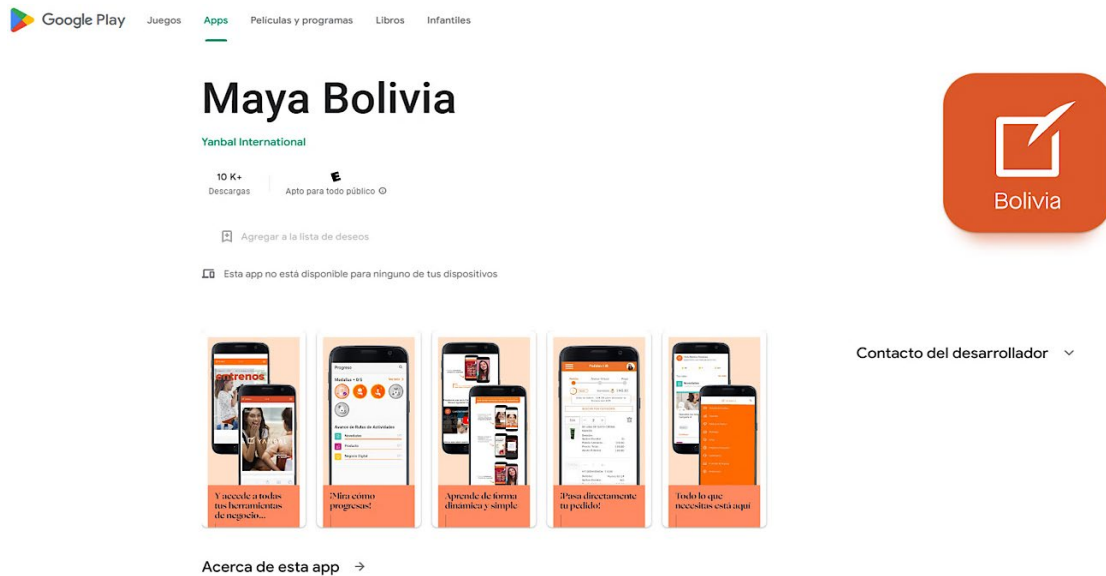 Google Play
Juegos
Apps
Películas y programas
Libros
Infantiles
Maya Bolivia
Yanbal International
10 K+
Descargas
E
Apto para todo público
Agregar a la lista de deseos
Esta app no está disponible para ninguno de tus dispositivos
Bolivia
Contacto del desarrollador
entrenos
YANBAL
Y accede a todas
tus herramientas
de negocio...
Progreso
¡Mira cómo
progresas!
Aprende de forma
dinámica y simple
¡Pasa directamente
tu pedido!
Todo lo que
necesitas está aquí
Acerca de esta app